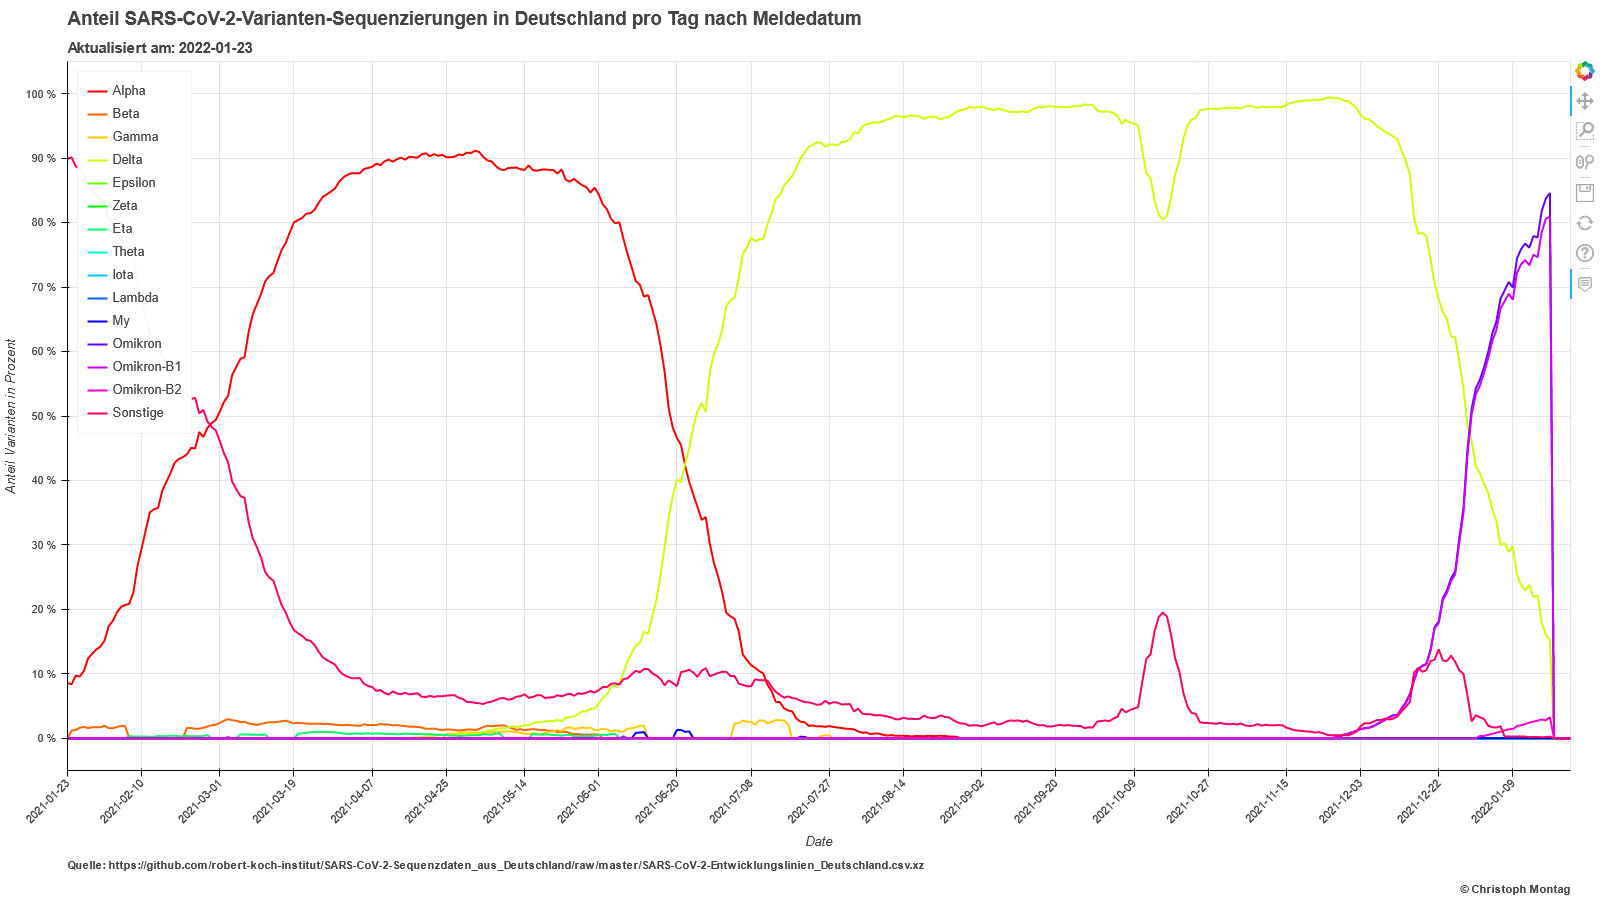 Anteil SARS-CoV-2-Varianten-Sequenzierungen in Deutschland pro Tag nach Meldedatum
Aktualisiert am: 2022-01-23
Alpha
Beta
Gamma
Delta
Epsilon
Zeta
Eta
Theta
Iota
Lambda
My
Omikron
Omikron-B1
Omikron-B2
Sonstige
100 %
90 %
80 %
70 %
60 %
50 %
40 %
30 %
20 %
10 %
0 %
Anteil Varianten in Prozent
2021-01-23
2021-02-10
2021-03-01
2021-03-19
2021-04-07
2021-04-25
2021-05-14
2021-06-01
2021-06-20
2021-07-08
2021-07-27
2021-08-14
2021-09-02
2021-09-20
2021-10-09
2021-10-27
2021-11-15
2021-12-03
2021-12-22
2022-01-09
Date
Quelle: https://github.com/robert-koch-institut/SARS-CoV-2-Sequenzdaten_aus_Deutschland/raw/master/SARS-CoV-2-Entwicklungslinien_Deutschland.csv.xz
© Christoph Montag